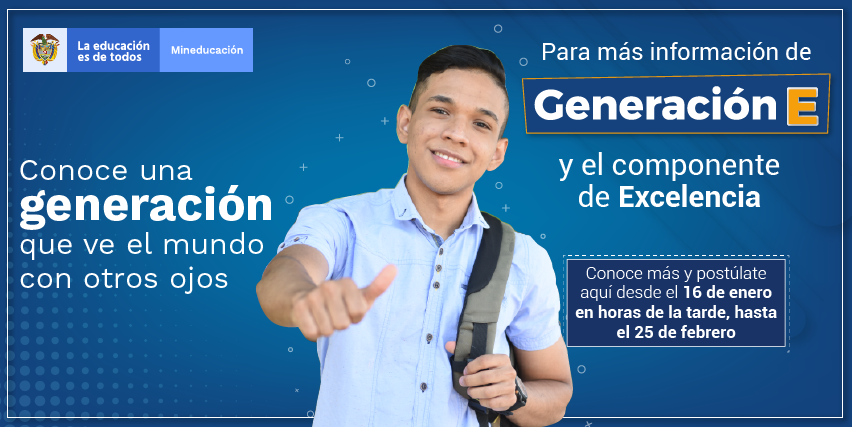 La educación
es de todos
Mineducación
Conoce una
generación
que ve el mundo
con otros ojos
Para más información de
Generación E
y el componente
de Excelencia
Conoce más y postúlate
aquí desde el 16 de enero
en horas de la tarde, hasta
el 25 de febrero